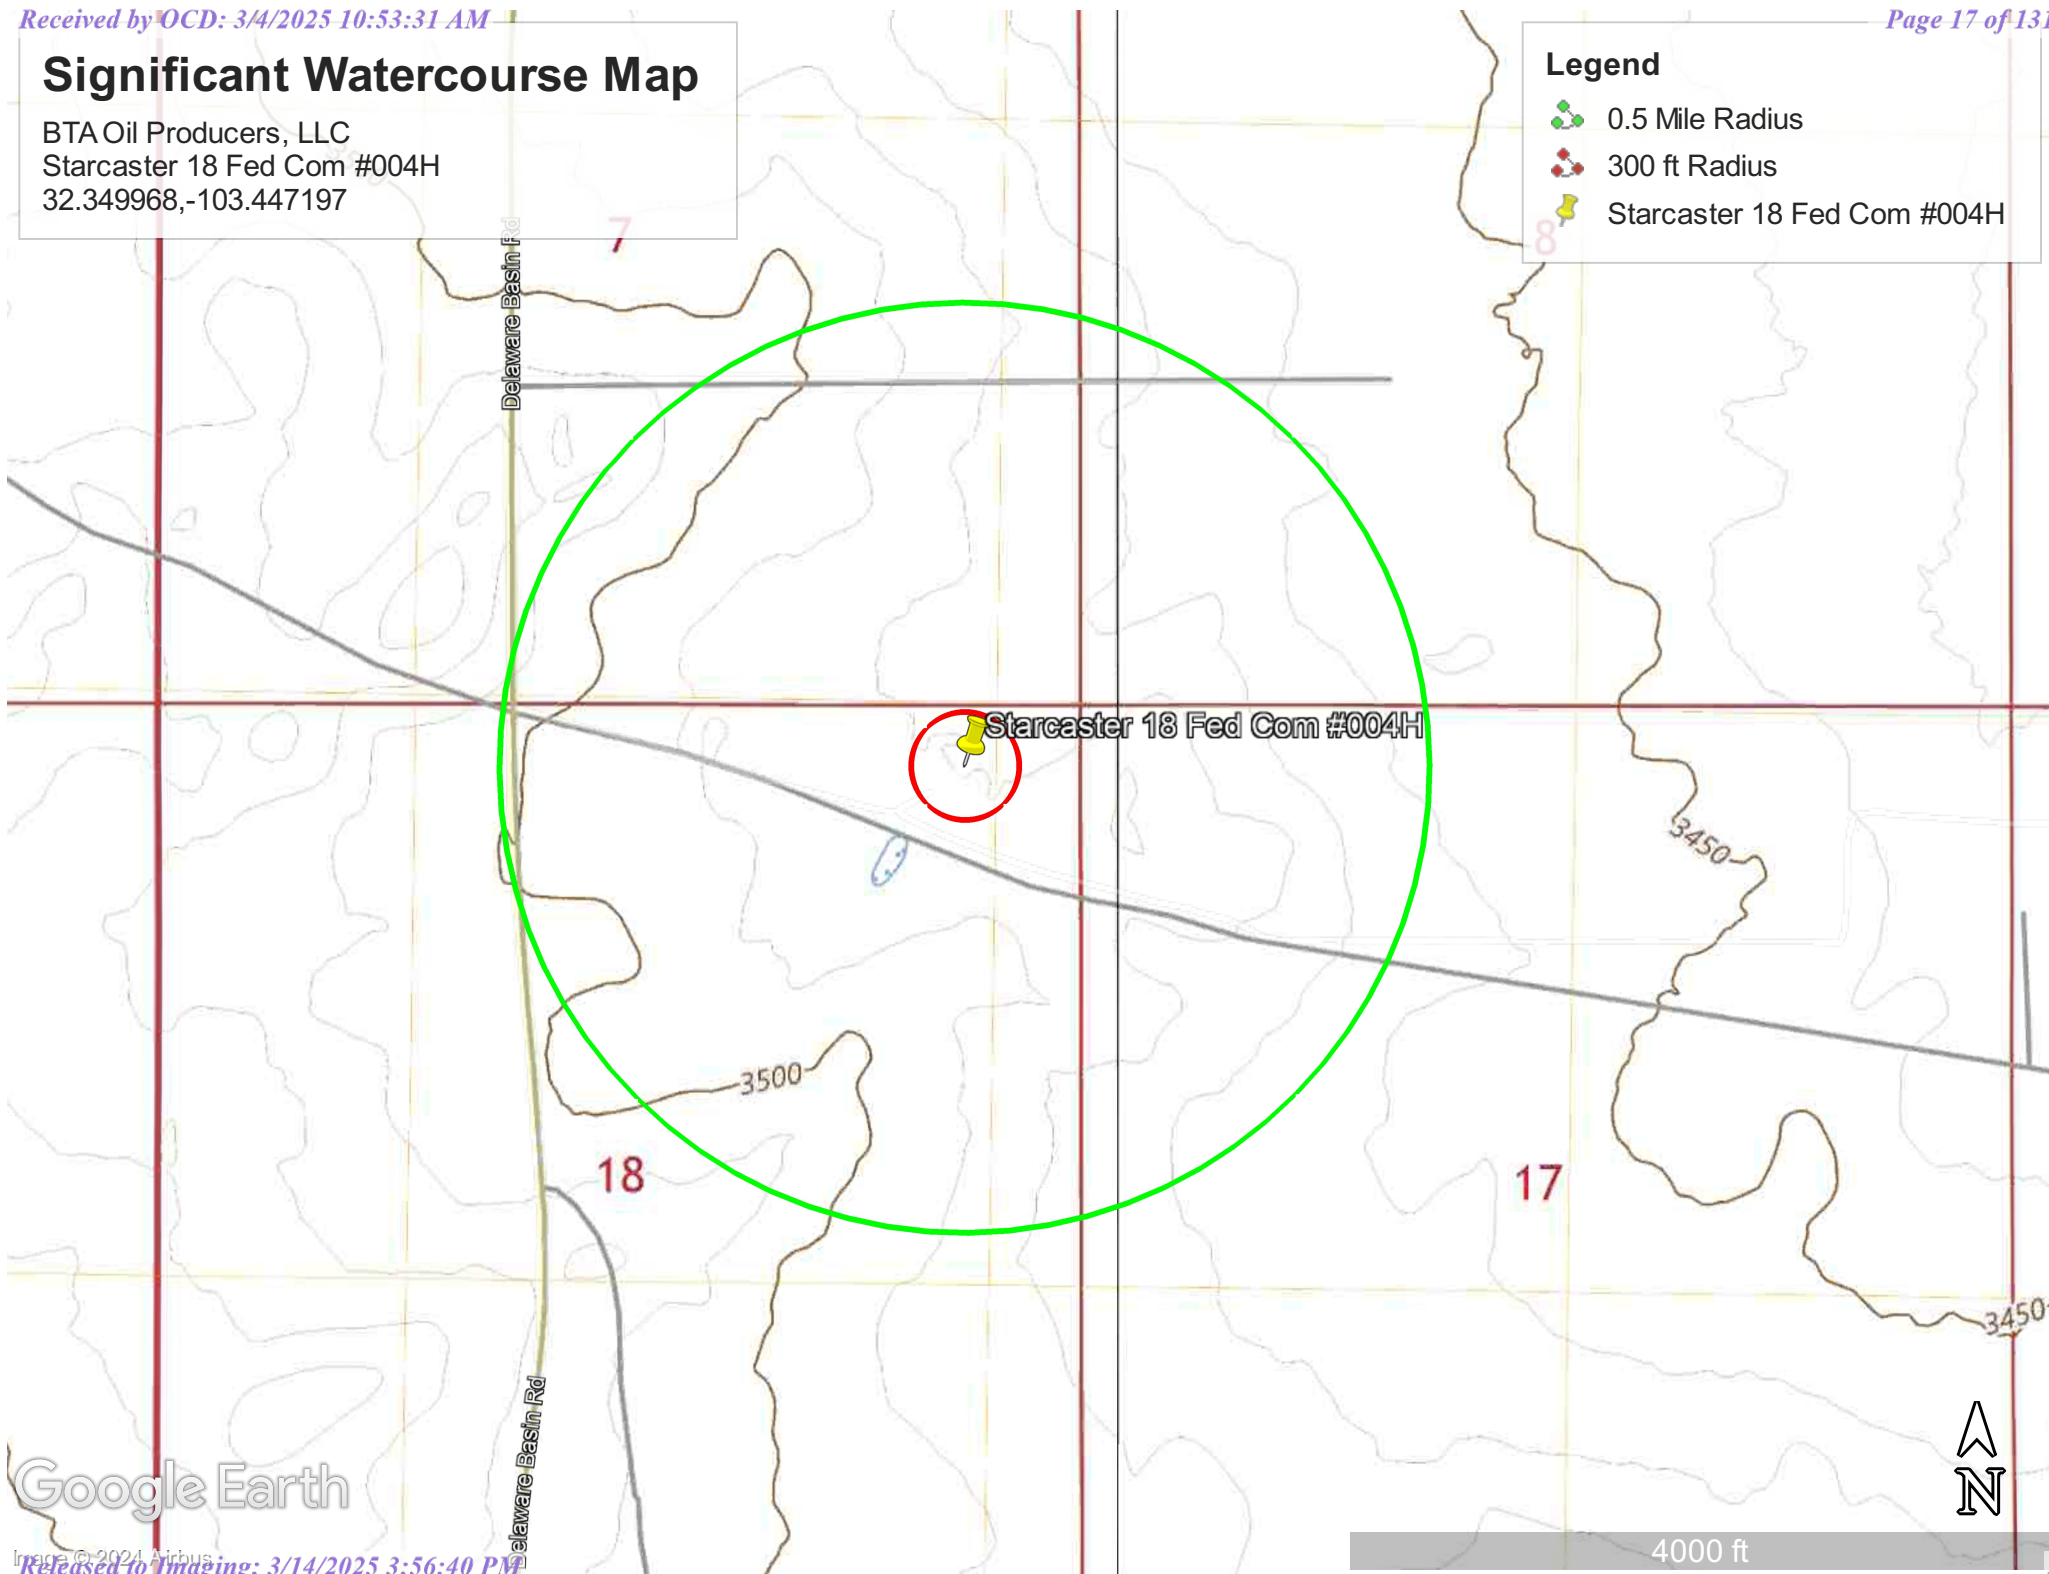 Received by OCD: 3/4/2025 10:53:31 AM
Page 17 of 131
Significant Watercourse Map
BTA Oil Producers, LLC
Starcaster 18 Fed Com #004H
32.349968,-103.447197
Legend
0.5 Mile Radius
300 ft Radius
Starcaster 18 Fed Com #004H
7
8
Delaware Basin Rd
Starcaster 18 Fed Com #004H
3450
3500
18
17
3450
Delaware Basin Rd
Google Earth
N
4000 ft
Image © 2024 Airbus
Released to Imaging: 3/14/2025 3:56:40 PM